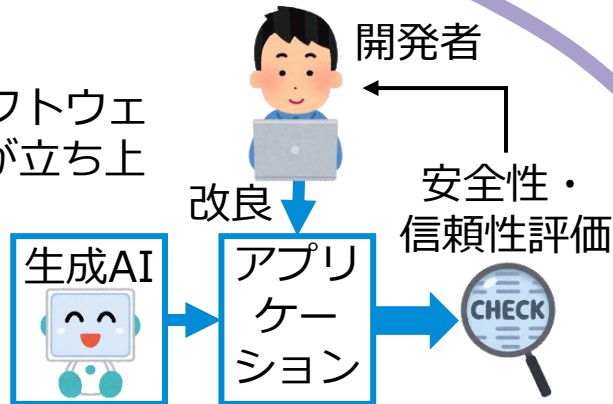 開発者
フトウェ
が立ち上
改良
安全性・
信頼性評価
生成AI
アプリ
ケー
ション
CHECK